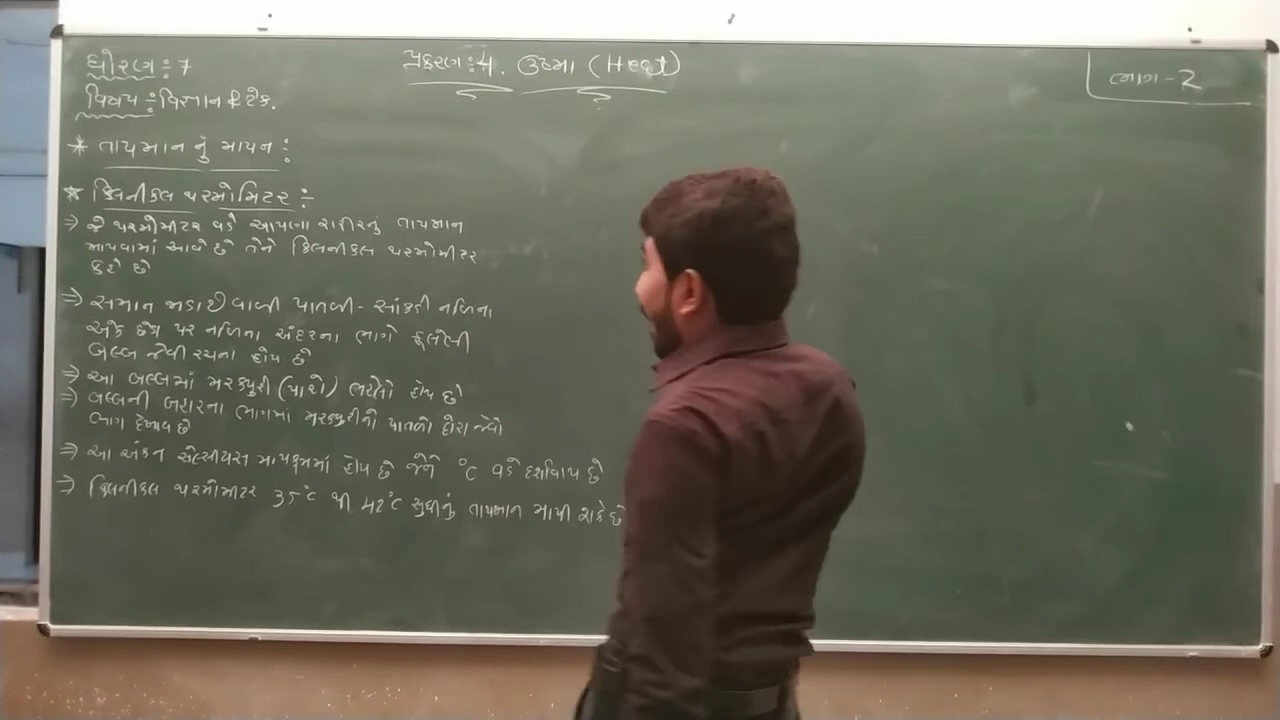 ધોરણ : 7
પ્રકરણ : 4. ઉષ્મા (Heat)
ભાગ - 2
વિષય : વિજ્ઞાન & ટેક.
* તાપમાન નું માપન :
* ક્લિનીકલ થરમોમિટર :-
⇒ જે થરમોમીટર વડે આપણા શરીરનું તાપમાન
માપવામાં આવે છે તેને ક્લિનીકલ થરમોમીટર
કહે છે
⇒ સમાન જાડાઈ વાળી પાતળી - સાંકડી નળિના
એક છેડા પર નળિના અંદરના ભાગે ફૂલેલી
બલ્બ જેવી રચના હોય છે
⇒ આ બલ્બમાં મરક્યુરી (પારો) ભરેલો હોય છે
⇒ બલ્બની બહારના ભાગમાં મરક્યુરીનો પાતળો દોરા જેવો
ભાગ દેખાય છે
⇒ આ અંકન સેલ્સીયસ માપક્રમમાં હોય છે જેને °C વડે દર્શાવાય છે
⇒ ક્લિનીકલ થરમોમીટર 35°C થી 42°C સુધીનું તાપમાન માપી શકે છે